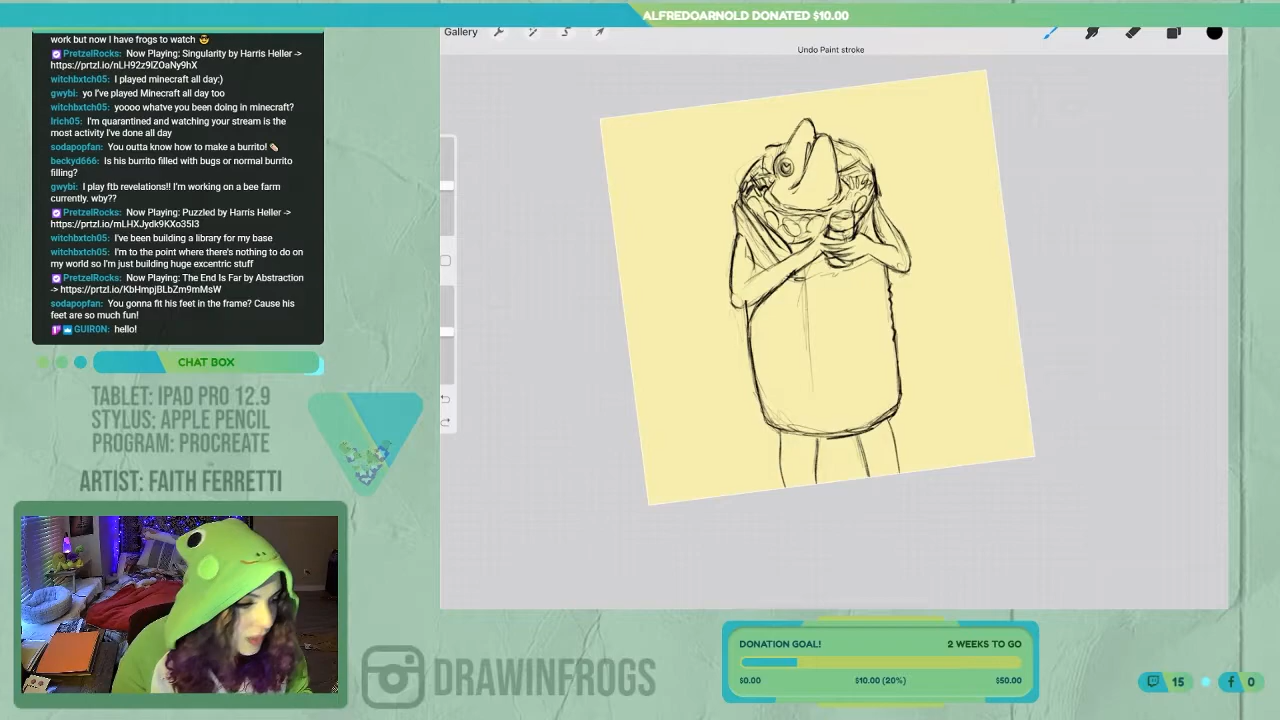 ALFREDOARNOLD DONATED $10.00
work but now I have frogs to watch 😎
PretzelRocks: Now Playing: Singularity by Harris Heller ->
https://prtzl.io/nLH92z9lZOaNy9hX
witchbxtch05: I played minecraft all day:)
gwybi: yo I've played Minecraft all day too
witchbxtch05: yoooo whatve you been doing in minecraft?
lrich05: I'm quarantined and watching your stream is the
most activity I've done all day
sodapopfan: You outta know how to make a burrito! 🌯
beckyd666: Is his burrito filled with bugs or normal burrito
filling?
gwybi: I play ftb revelations!! I'm working on a bee farm
currently. wby??
PretzelRocks: Now Playing: Puzzled by Harris Heller ->
https://prtzl.io/mLHXJydk9KXo35I3
witchbxtch05: I've been building a library for my base
witchbxtch05: I'm to the point where there's nothing to do on
my world so I'm just building huge excentric stuff
PretzelRocks: Now Playing: The End Is Far by Abstraction
-> https://prtzl.io/KbHmpjBLbZm9mMsW
sodapopfan: You gonna fit his feet in the frame? Cause his
feet are so much fun!
GUIR0N: hello!
CHAT BOX
TABLET: IPAD PRO 12.9
STYLUS: APPLE PENCIL
PROGRAM: PROCREATE
ARTIST: FAITH FERRETTI
Gallery
Undo Paint stroke
DRAWINFROGS
DONATION GOAL! 2 WEEKS TO GO
$0.00 $10.00 (20%) $50.00
15 0